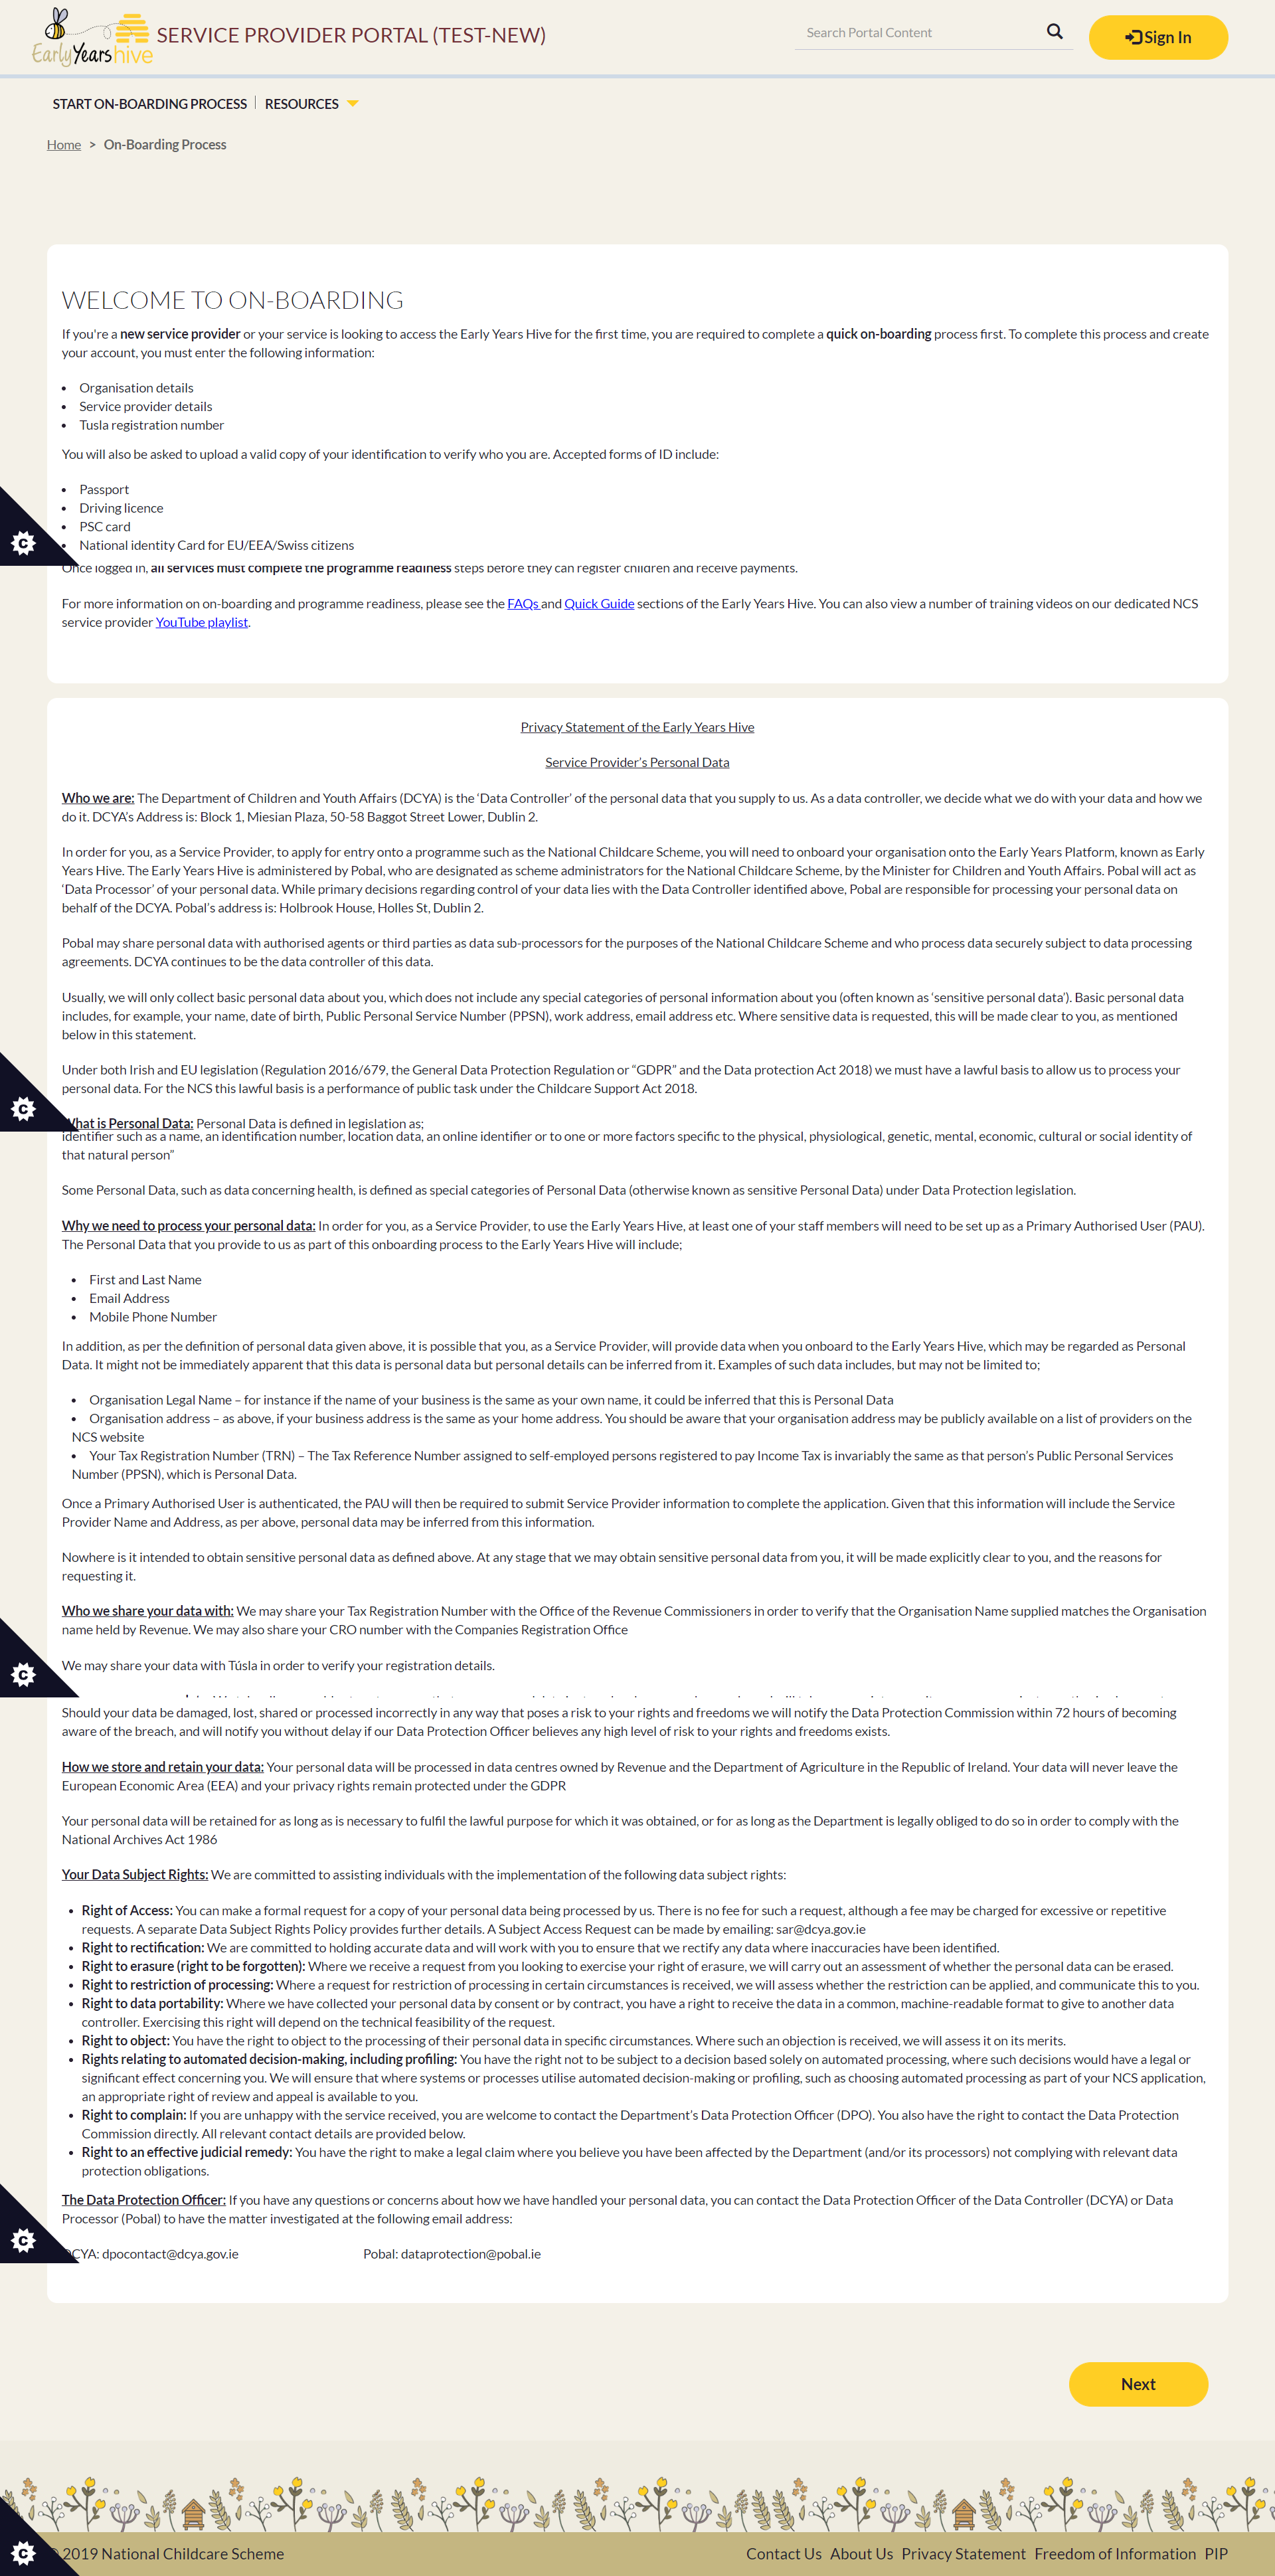 EarlyYearshive
SERVICE PROVIDER PORTAL (TEST-NEW)
Search Portal Content
Sign In
START ON-BOARDING PROCESS
RESOURCES
Home > On-Boarding Process
WELCOME TO ON-BOARDING
If you're a new service provider or your service is looking to access the Early Years Hive for the first time, you are required to complete a quick on-boarding process first. To complete this process and create
your account, you must enter the following information:
• Organisation details
• Service provider details
• Tusla registration number
You will also be asked to upload a valid copy of your identification to verify who you are. Accepted forms of ID include:
• Passport
• Driving licence
• PSC card
• National identity Card for EU/EEA/Swiss citizens
Once logged in, all services must complete the programme readiness steps before they can register children and receive payments.
For more information on on-boarding and programme readiness, please see the FAQs and Quick Guide sections of the Early Years Hive. You can also view a number of training videos on our dedicated NCS
service provider YouTube playlist.
Privacy Statement of the Early Years Hive
Service Provider’s Personal Data
Who we are: The Department of Children and Youth Affairs (DCYA) is the ‘Data Controller’ of the personal data that you supply to us. As a data controller, we decide what we do with your data and how we
do it. DCYA’s Address is: Block 1, Miesian Plaza, 50-58 Baggot Street Lower, Dublin 2.
In order for you, as a Service Provider, to apply for entry onto a programme such as the National Childcare Scheme, you will need to onboard your organisation onto the Early Years Platform, known as Early
Years Hive. The Early Years Hive is administered by Pobal, who are designated as scheme administrators for the National Childcare Scheme, by the Minister for Children and Youth Affairs. Pobal will act as
‘Data Processor’ of your personal data. While primary decisions regarding control of your data lies with the Data Controller identified above, Pobal are responsible for processing your personal data on
behalf of the DCYA. Pobal’s address is: Holbrook House, Holles St, Dublin 2.
Pobal may share personal data with authorised agents or third parties as data sub-processors for the purposes of the National Childcare Scheme and who process data securely subject to data processing
agreements. DCYA continues to be the data controller of this data.
Usually, we will only collect basic personal data about you, which does not include any special categories of personal information about you (often known as ‘sensitive personal data’). Basic personal data
includes, for example, your name, date of birth, Public Personal Service Number (PPSN), work address, email address etc. Where sensitive data is requested, this will be made clear to you, as mentioned
below in this statement.
Under both Irish and EU legislation (Regulation 2016/679, the General Data Protection Regulation or “GDPR” and the Data protection Act 2018) we must have a lawful basis to allow us to process your
personal data. For the NCS this lawful basis is a performance of public task under the Childcare Support Act 2018.
What is Personal Data: Personal Data is defined in legislation as;
identifier such as a name, an identification number, location data, an online identifier or to one or more factors specific to the physical, physiological, genetic, mental, economic, cultural or social identity of
that natural person”
Some Personal Data, such as data concerning health, is defined as special categories of Personal Data (otherwise known as sensitive Personal Data) under Data Protection legislation.
Why we need to process your personal data: In order for you, as a Service Provider, to use the Early Years Hive, at least one of your staff members will need to be set up as a Primary Authorised User (PAU).
The Personal Data that you provide to us as part of this onboarding process to the Early Years Hive will include;
• First and Last Name
• Email Address
• Mobile Phone Number
In addition, as per the definition of personal data given above, it is possible that you, as a Service Provider, will provide data when you onboard to the Early Years Hive, which may be regarded as Personal
Data. It might not be immediately apparent that this data is personal data but personal details can be inferred from it. Examples of such data includes, but may not be limited to;
• Organisation Legal Name – for instance if the name of your business is the same as your own name, it could be inferred that this is Personal Data
• Organisation address – as above, if your business address is the same as your home address. You should be aware that your organisation address may be publicly available on a list of providers on the
NCS website
• Your Tax Registration Number (TRN) – The Tax Reference Number assigned to self-employed persons registered to pay Income Tax is invariably the same as that person’s Public Personal Services
Number (PPSN), which is Personal Data.
Once a Primary Authorised User is authenticated, the PAU will then be required to submit Service Provider information to complete the application. Given that this information will include the Service
Provider Name and Address, as per above, personal data may be inferred from this information.
Nowhere is it intended to obtain sensitive personal data as defined above. At any stage that we may obtain sensitive personal data from you, it will be made explicitly clear to you, and the reasons for
requesting it.
Who we share your data with: We may share your Tax Registration Number with the Office of the Revenue Commissioners in order to verify that the Organisation Name supplied matches the Organisation
name held by Revenue. We may also share your CRO number with the Companies Registration Office
We may share your data with Túsla in order to verify your registration details.
Should your data be damaged, lost, shared or processed incorrectly in any way that poses a risk to your rights and freedoms we will notify the Data Protection Commission within 72 hours of becoming
aware of the breach, and will notify you without delay if our Data Protection Officer believes any high level of risk to your rights and freedoms exists.
How we store and retain your data: Your personal data will be processed in data centres owned by Revenue and the Department of Agriculture in the Republic of Ireland. Your data will never leave the
European Economic Area (EEA) and your privacy rights remain protected under the GDPR
Your personal data will be retained for as long as is necessary to fulfil the lawful purpose for which it was obtained, or for as long as the Department is legally obliged to do so in order to comply with the
National Archives Act 1986
Your Data Subject Rights: We are committed to assisting individuals with the implementation of the following data subject rights:
• Right of Access: You can make a formal request for a copy of your personal data being processed by us. There is no fee for such a request, although a fee may be charged for excessive or repetitive
requests. A separate Data Subject Rights Policy provides further details. A Subject Access Request can be made by emailing: sar@dcya.gov.ie
• Right to rectification: We are committed to holding accurate data and will work with you to ensure that we rectify any data where inaccuracies have been identified.
• Right to erasure (right to be forgotten): Where we receive a request from you looking to exercise your right of erasure, we will carry out an assessment of whether the personal data can be erased.
• Right to restriction of processing: Where a request for restriction of processing in certain circumstances is received, we will assess whether the restriction can be applied, and communicate this to you.
• Right to data portability: Where we have collected your personal data by consent or by contract, you have a right to receive the data in a common, machine-readable format to give to another data
controller. Exercising this right will depend on the technical feasibility of the request.
• Right to object: You have the right to object to the processing of their personal data in specific circumstances. Where such an objection is received, we will assess it on its merits.
• Rights relating to automated decision-making, including profiling: You have the right not to be subject to a decision based solely on automated processing, where such decisions would have a legal or
significant effect concerning you. We will ensure that where systems or processes utilise automated decision-making or profiling, such as choosing automated processing as part of your NCS application,
an appropriate right of review and appeal is available to you.
• Right to complain: If you are unhappy with the service received, you are welcome to contact the Department’s Data Protection Officer (DPO). You also have the right to contact the Data Protection
Commission directly. All relevant contact details are provided below.
• Right to an effective judicial remedy: You have the right to make a legal claim where you believe you have been affected by the Department (and/or its processors) not complying with relevant data
protection obligations.
The Data Protection Officer: If you have any questions or concerns about how we have handled your personal data, you can contact the Data Protection Officer of the Data Controller (DCYA) or Data
Processor (Pobal) to have the matter investigated at the following email address:
DCYA: dpocontact@dcya.gov.ie Pobal: dataprotection@pobal.ie
Next
2019 National Childcare Scheme
Contact Us About Us Privacy Statement Freedom of Information PIP